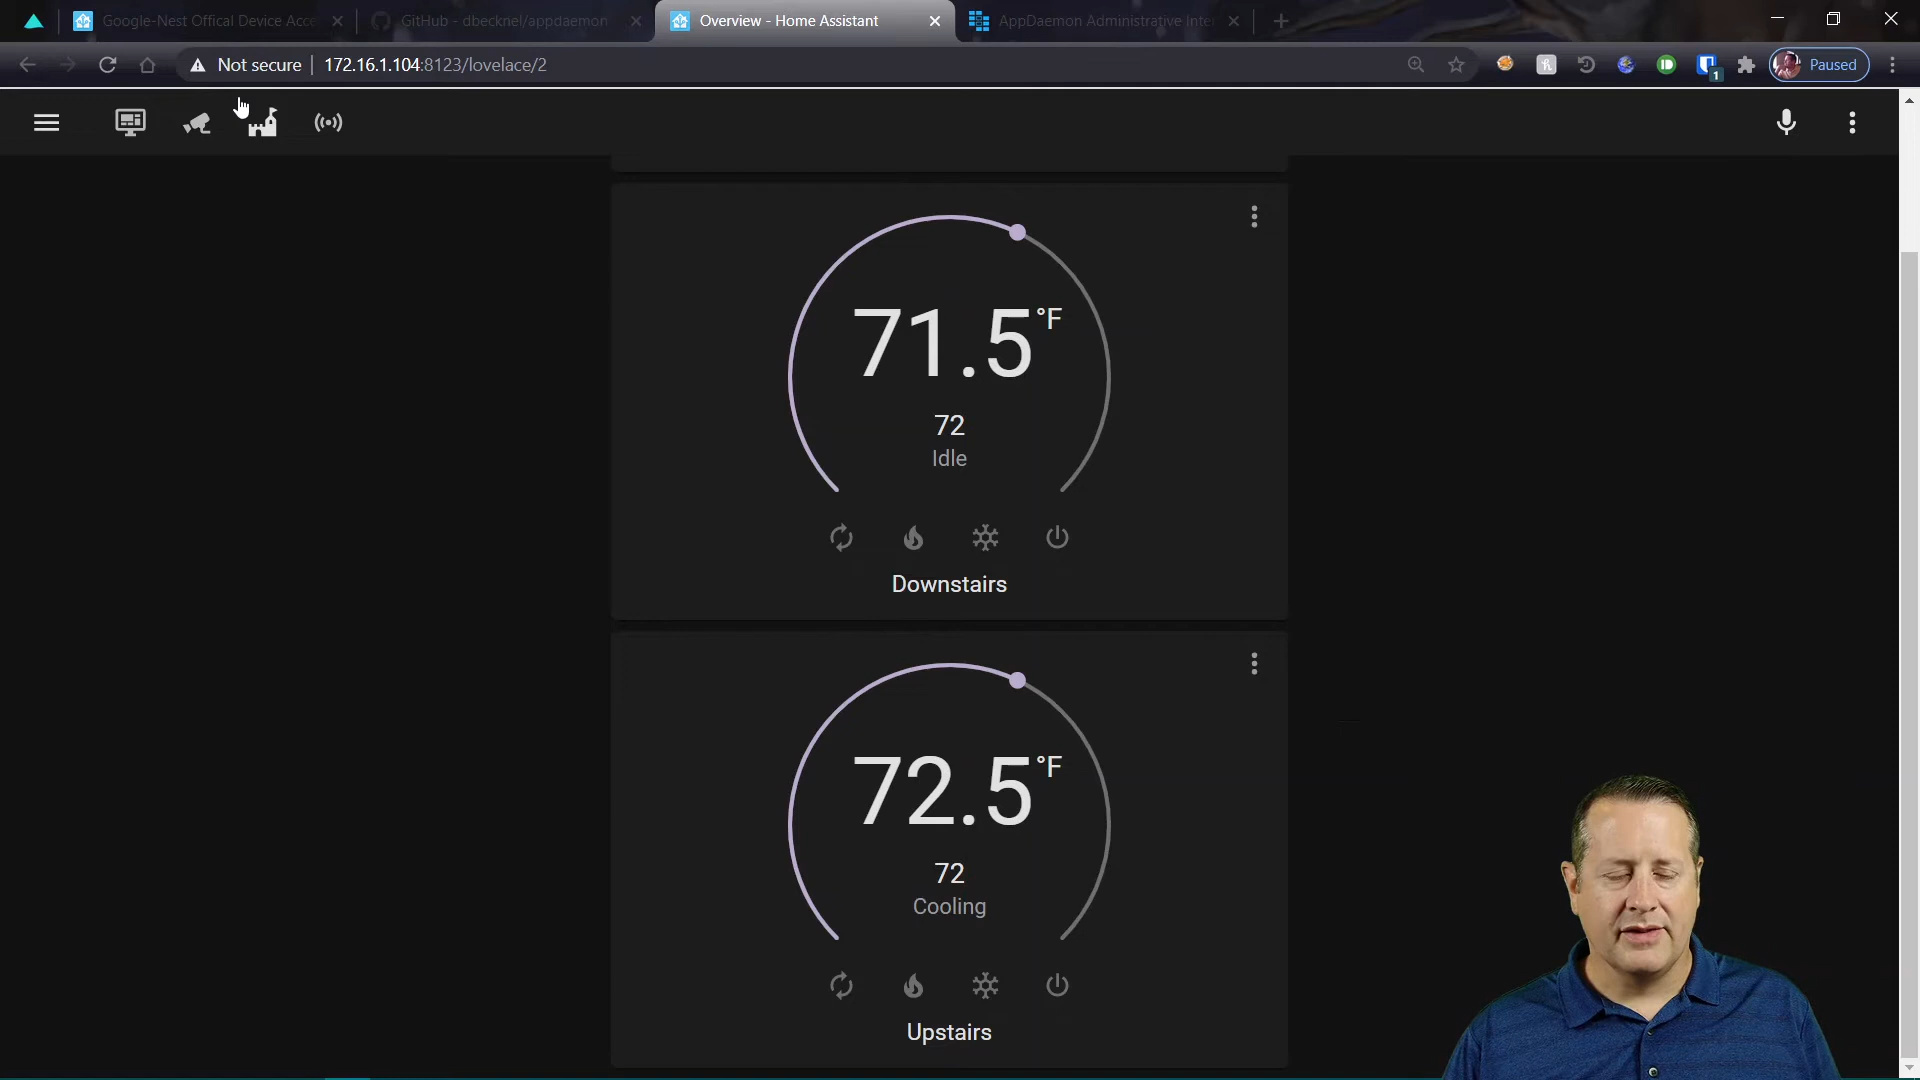 Google-Nest Offical Device Acce
GitHub - dbecknel/appdaemon
Overview - Home Assistant
AppDaemon Administrative Inter
Not secure
172.16.1.104:8123/lovelace/2
1
Paused
71.5 °F
72
Idle
Downstairs
72.5 °F
72
Cooling
Upstairs